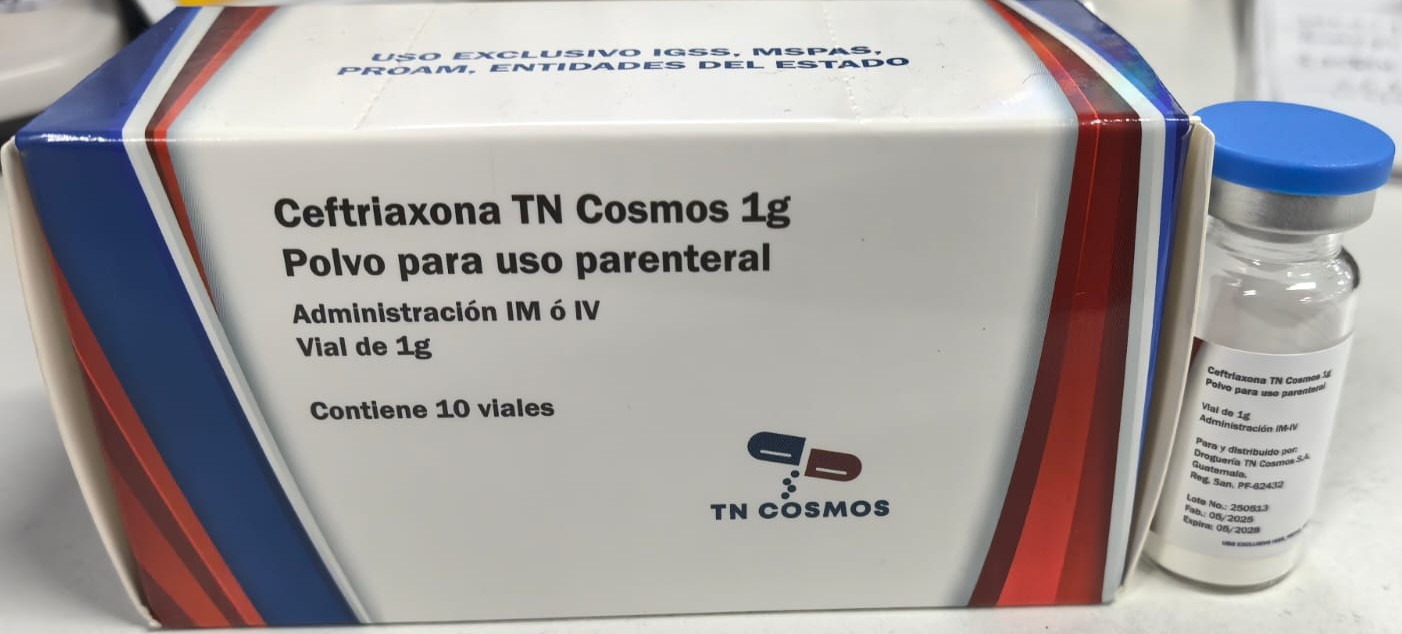 USO EXCLUSIVO IGSS, MSPAS,
PROAM, ENTIDADES DEL ESTADO
Ceftriaxona TN Cosmos 1g
Polvo para uso parenteral
Administración IM ó IV
Vial de 1g
Contiene 10 viales
TN COSMOS
Ceftriaxona TN Cosmos 1g
Polvo para uso parenteral
Vial de 1g
Administración IM-IV
Para y distribuido por:
Droguería TN Cosmos S.A.
Guatemala.
Reg. San. PF-62432
Lote No.: 250513
Fab.: 05/2025
Expira: 05/2028
USO EXCLUSIVO IGSS,